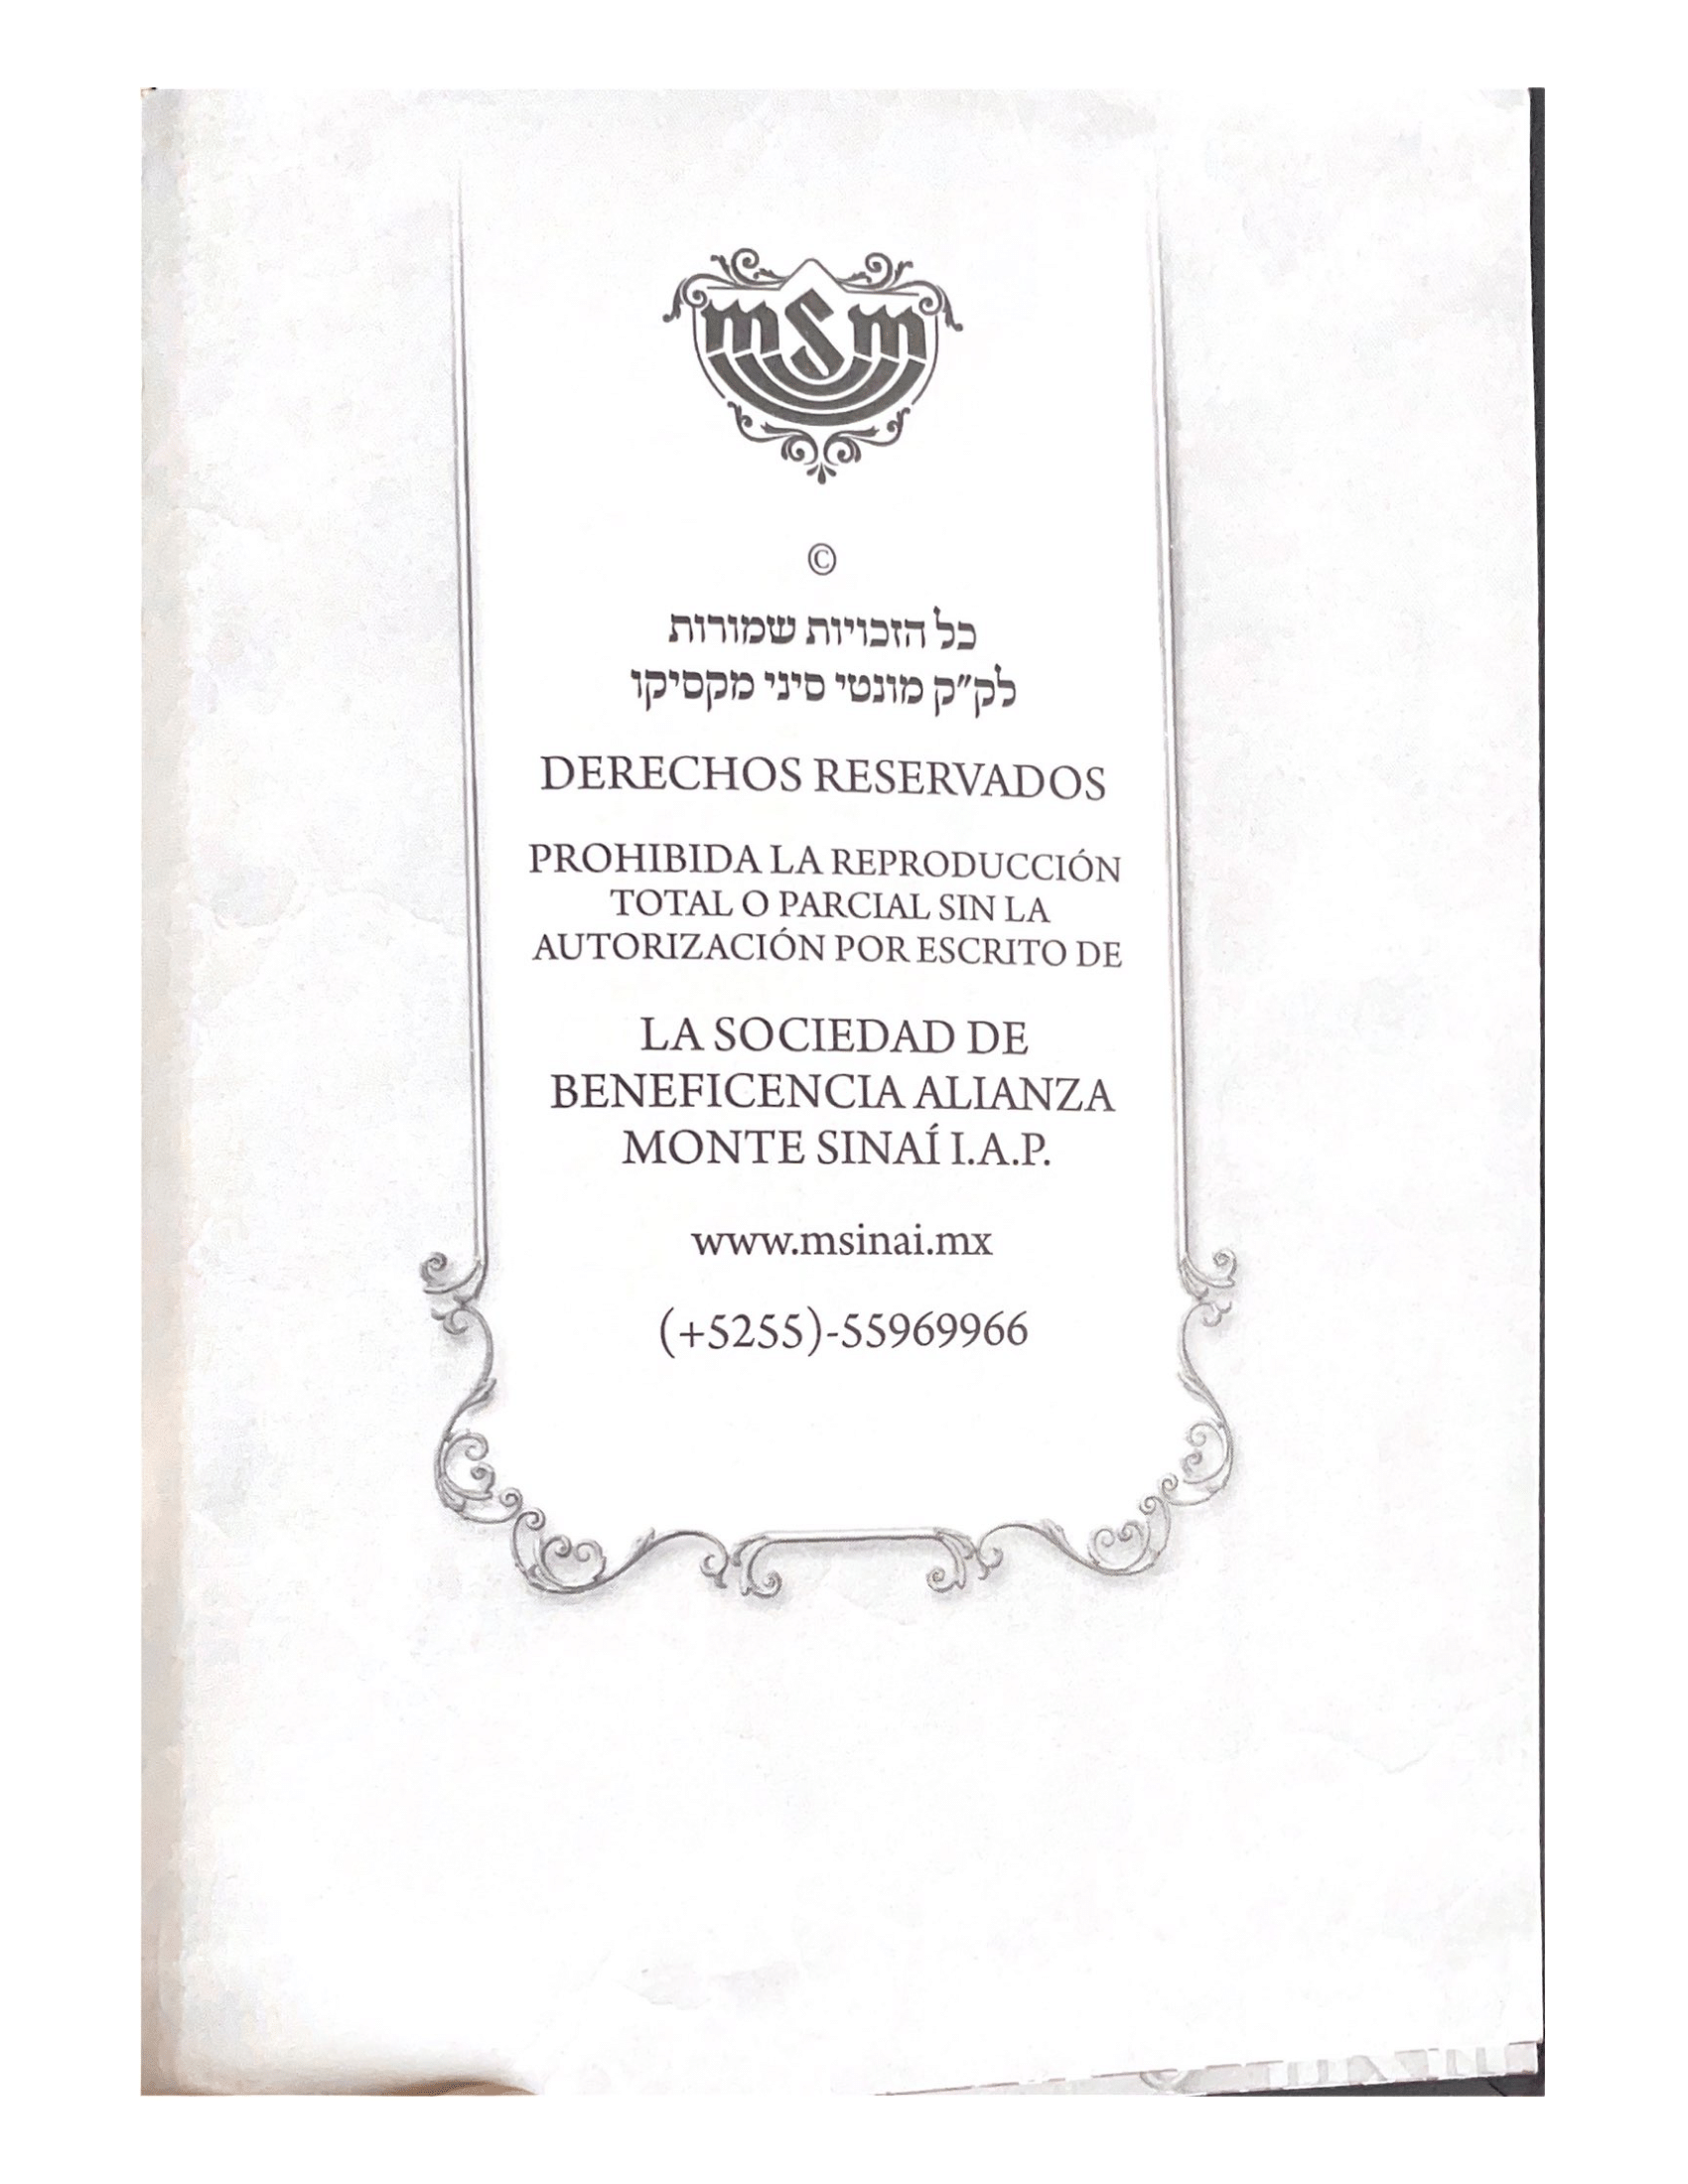 mSm
©
כל הזכויות שמורות
לק״ק מונטי סיני מקסיקו
DERECHOS RESERVADOS
PROHIBIDA LA REPRODUCCIÓN
TOTAL O PARCIAL SIN LA
AUTORIZACIÓN POR ESCRITO DE
LA SOCIEDAD DE
BENEFICENCIA ALIANZA
MONTE SINAÍ I.A.P.
www.msinai.mx
(+5255)-55969966